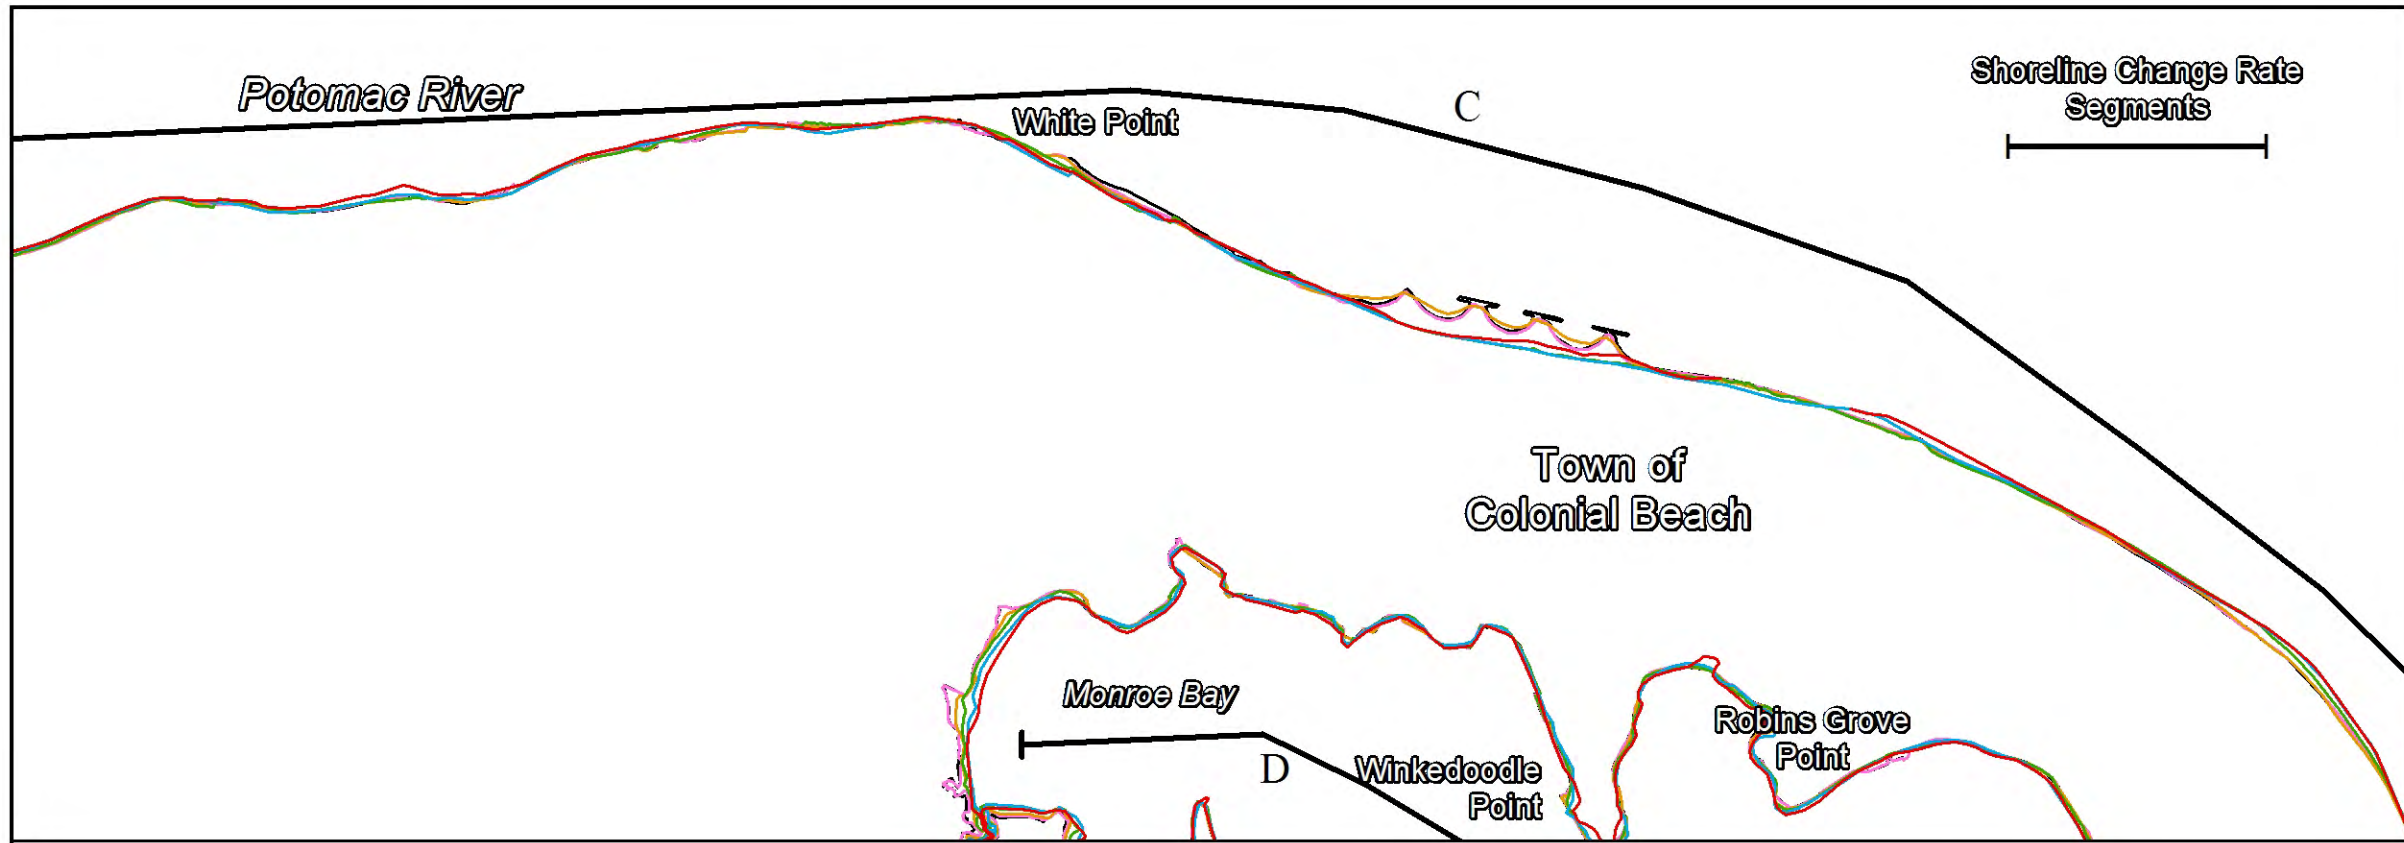 Potomac River
White Point
C
Shoreline Change Rate
Segments
Town of
Colonial Beach
Monroe Bay
D
Winkedoodle
Point
Robins Grove
Point